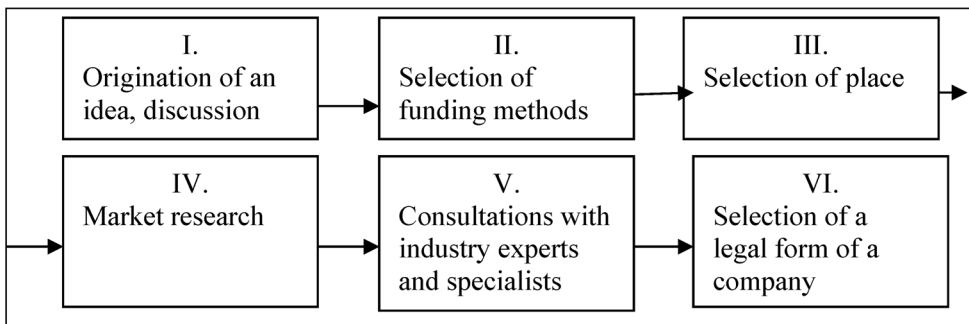 I.
Origination of an
idea, discussion
II.
Selection of
funding methods
III.
Selection of place
IV.
Market research
V.
Consultations with
industry experts
and specialists
VI.
Selection of a
legal form of a
company